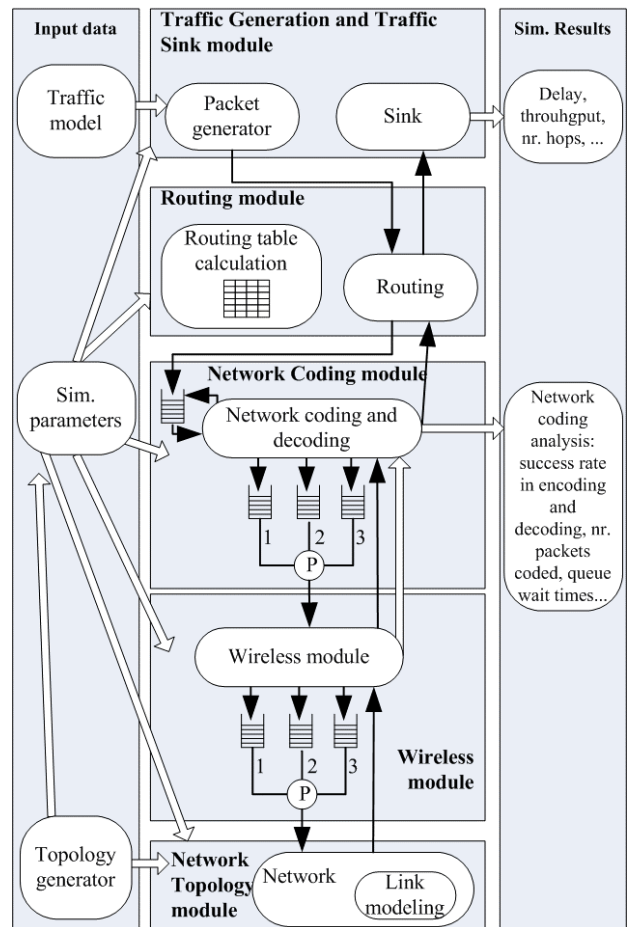 Input data
Traffic Generation and Traffic
Sink module
Sim. Results
Traffic
model
Packet
generator
Sink
Delay,
throuhgput,
nr. hops, ...
Routing module
Routing table
calculation
Routing
Sim.
parameters
Network Coding module
Network coding and
decoding
1
2
3
P
Network
coding
analysis:
success rate
in encoding
and
decoding, nr.
packets
coded, queue
wait times...
Wireless module
1
2
3
P
Wireless
module
Topology
generator
Network
Topology
module
Network
Link
modeling